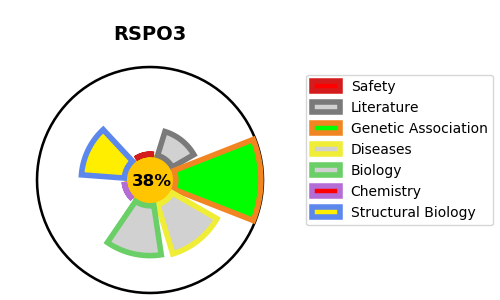 RSPO3
38%
Safety
Literature
Genetic Association
Diseases
Biology
Chemistry
Structural Biology